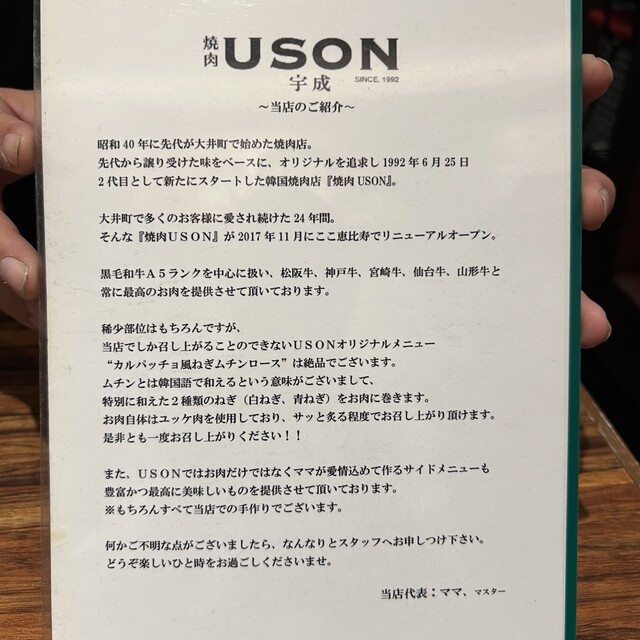 焼肉 USON
宇成 SINCE. 1992
～当店のご紹介～
昭和40年に先代が大井町で始めた焼肉店。
先代から譲り受けた味をベースに、オリジナルを追求し1992年6月25日
2代目として新たにスタートした韓国焼肉店『焼肉USON』。
大井町で多くのお客様に愛され続けた24年間。
そんな『焼肉ＵＳＯＮ』が2017年11月にここ恵比寿でリニューアルオープン。
黒毛和牛Ａ５ランクを中心に扱い、松阪牛、神戸牛、宮崎牛、仙台牛、山形牛と
常に最高のお肉を提供させて頂いております。
稀少部位はもちろんですが、
当店でしか召し上がることのできないＵＳＯＮオリジナルメニュー
“カルパッチョ風ねぎムチンロース”は絶品でございます。
ムチンとは韓国語で和えるという意味がございまして、
特別に和えた２種類のねぎ（白ねぎ、青ねぎ）をお肉に巻きます。
お肉自体はユッケ肉を使用しており、サッと炙る程度でお召し上がり頂けます。
是非とも一度お召し上がりください！！
また、ＵＳＯＮではお肉だけではなくママが愛情込めて作るサイドメニューも
豊富かつ最高に美味しいものを提供させて頂いております。
※もちろんすべて当店での手作りでございます。
何かご不明な点がございましたら、なんなりとスタッフへお申しつけ下さい。
どうぞ楽しいひと時をお過ごしくださいませ。
当店代表：ママ、マスター